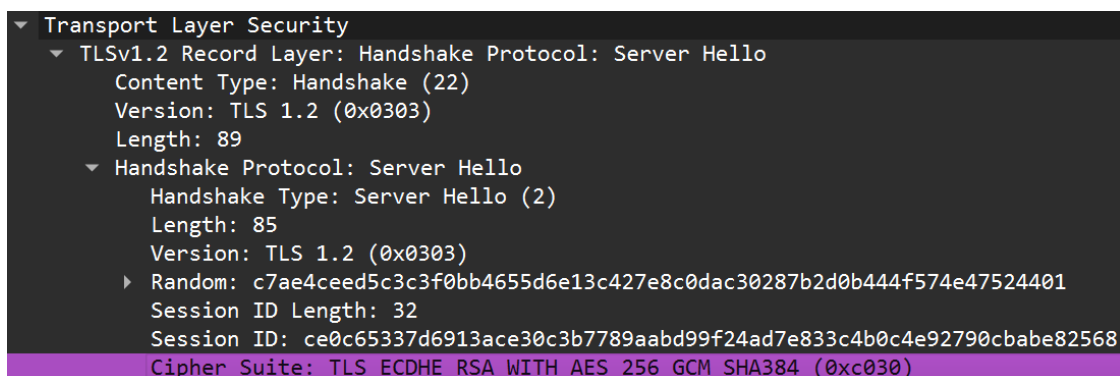 Transport Layer Security
TLSv1.2 Record Layer: Handshake Protocol: Server Hello
Content Type: Handshake (22)
Version: TLS 1.2 (0x0303)
Length: 89
Handshake Protocol: Server Hello
Handshake Type: Server Hello (2)
Length: 85
Version: TLS 1.2 (0x0303)
Random: c7ae4ceed5c3c3f0bb4655d6e13c427e8c0dac30287b2d0b444f574e47524401
Session ID Length: 32
Session ID: ce0c65337d6913ace30c3b7789aabd99f24ad7e833c4b0c4e92790cbabe82568
Cipher Suite: TLS_ECDHE_RSA_WITH_AES_256_GCM_SHA384 (0xc030)